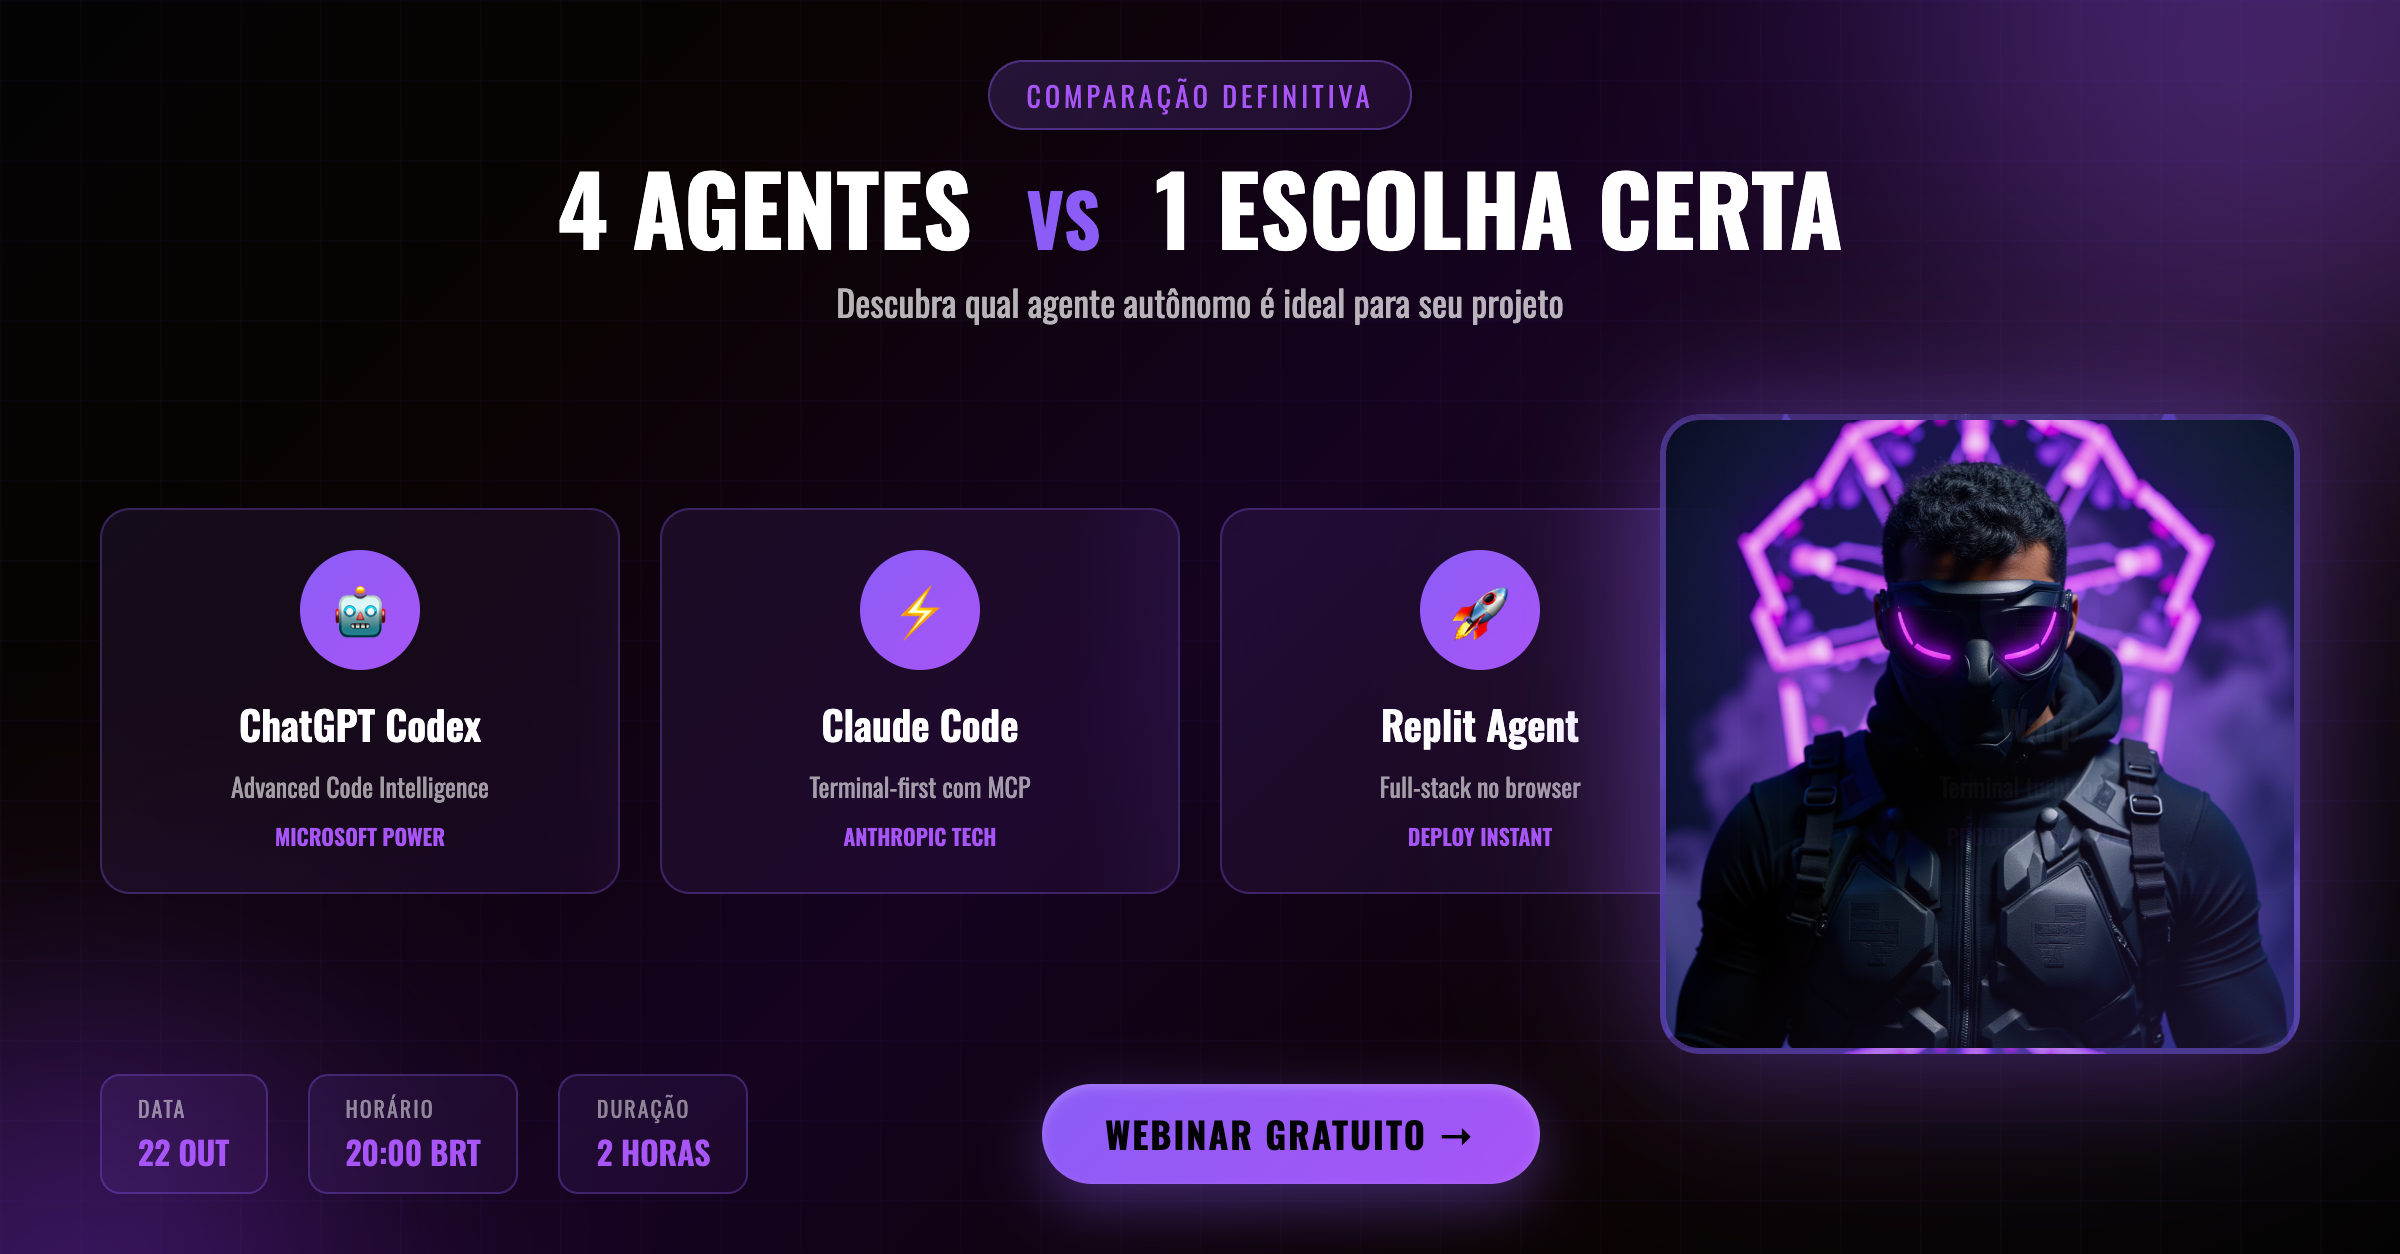 COMPARAÇÃO DEFINITIVA
4 AGENTES VS 1 ESCOLHA CERTA
Descubra qual agente autônomo é ideal para seu projeto
ChatGPT Codex
Advanced Code Intelligence
MICROSOFT POWER
Claude Code
Terminal-first com MCP
ANTHROPIC TECH
Replit Agent
Full-stack no browser
DEPLOY INSTANT
Warp
Terminal
DATA
22 OUT
HORÁRIO
20:00 BRT
DURAÇÃO
2 HORAS
WEBINAR GRATUITO →